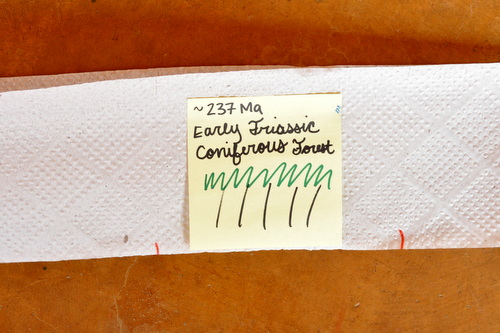 ~237 Ma
Early Triassic
Coniferous Forest